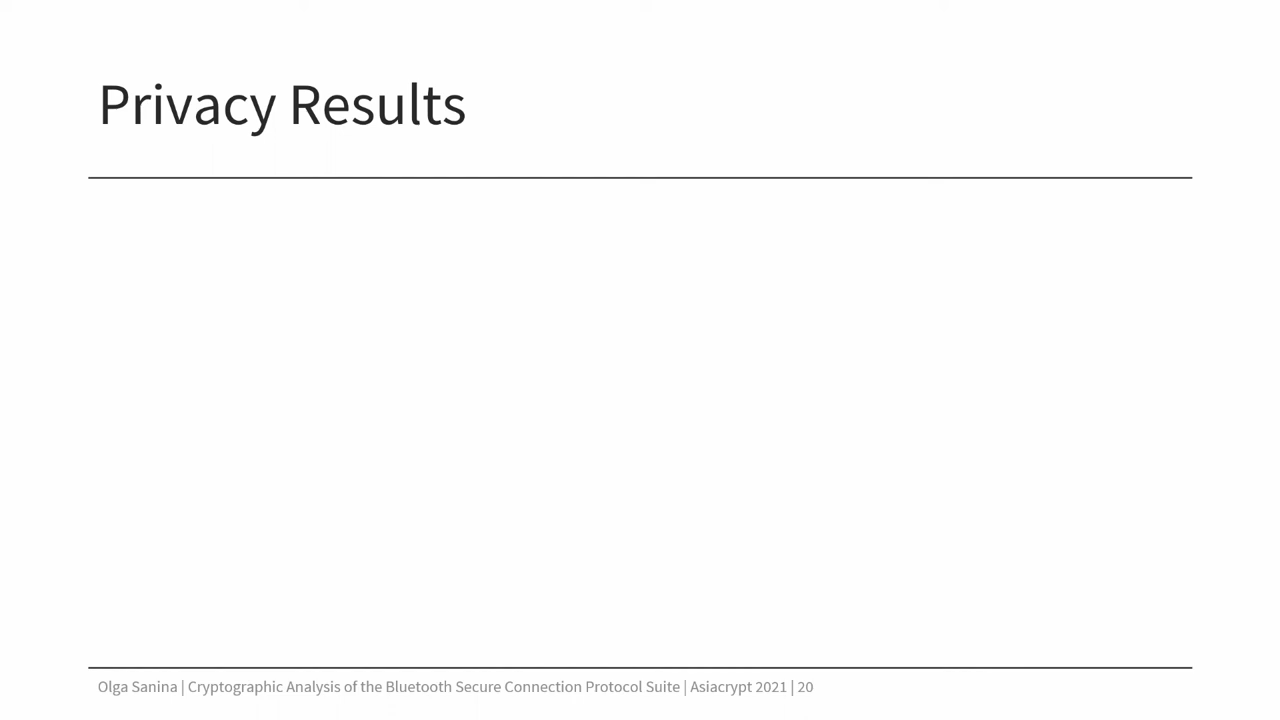 Privacy Results
Olga Sanina | Cryptographic Analysis of the Bluetooth Secure Connection Protocol Suite | Asiacrypt 2021 | 20